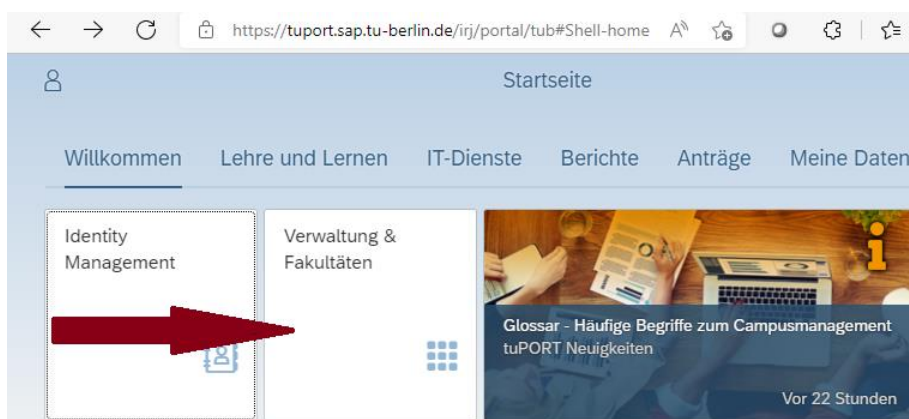 https://tuport.sap.tu-berlin.de/irj/portal/tub#Shell-home
Startseite
Willkommen Lehre und Lernen IT-Dienste Berichte Anträge Meine Daten
Identity
Management
Verwaltung &
Fakultäten
Glossar - Häufige Begriffe zum Campusmanagement
tuPORT Neuigkeiten
Vor 22 Stunden